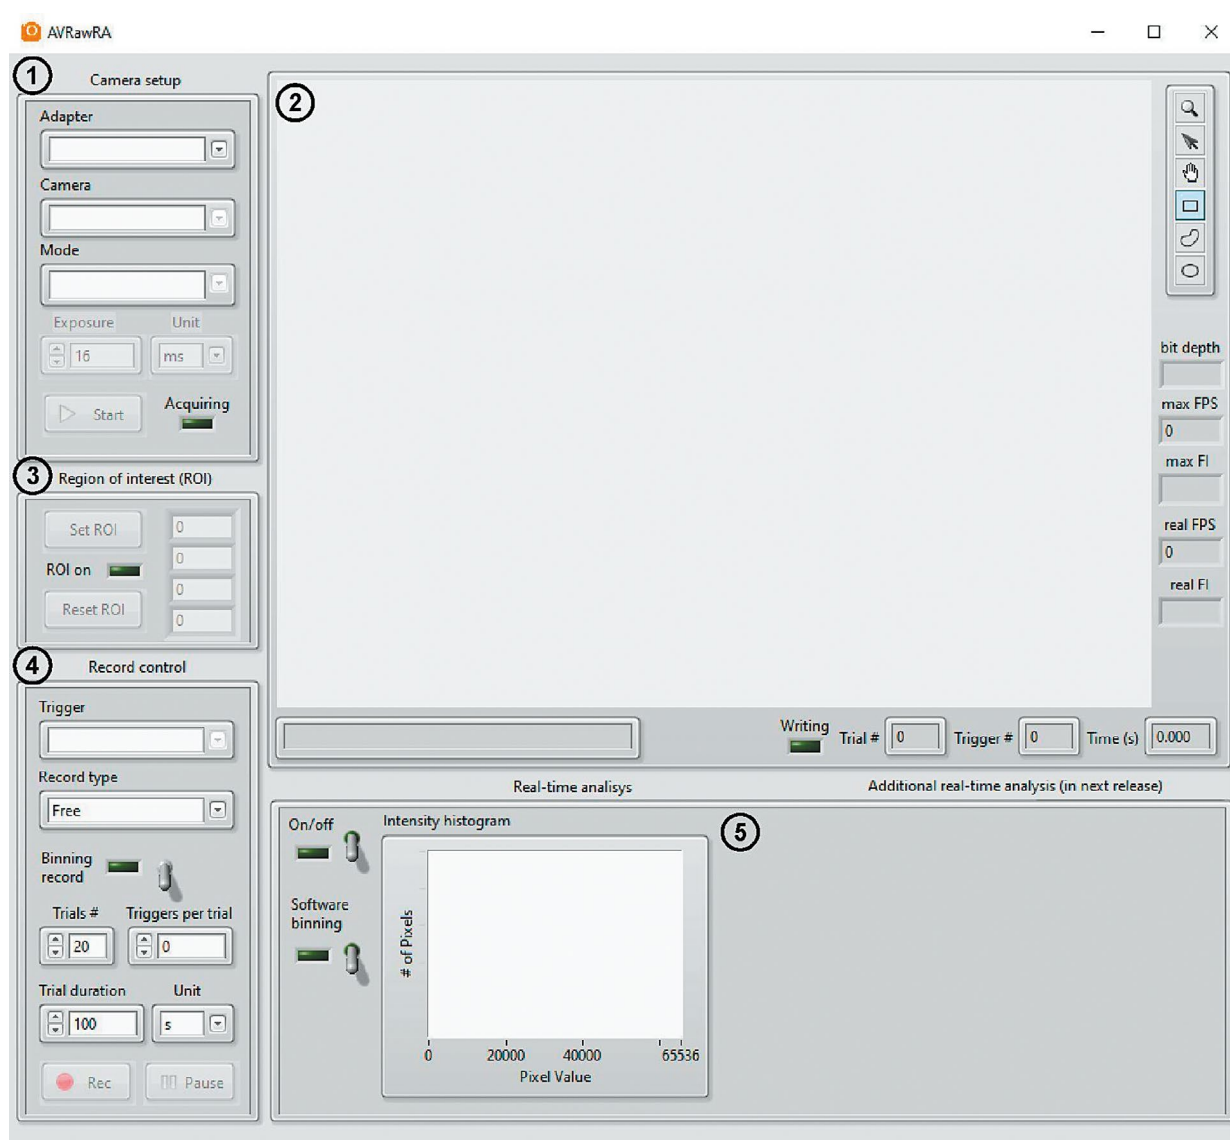 AVRawRA
1
Camera setup
Adapter
Camera
Mode
Exposure Unit
16 ms
Start Acquiring
3
Region of interest (ROI)
Set ROI 0
0
ROI on
0
Reset ROI
0
4
Record control
Trigger
Record type
Free
Binning
record
Trials # Triggers per trial
20 0
Trial duration Unit
100 s
Rec Pause
2
bit depth
max FPS
0
max FI
real FPS
0
real FI
Writing Trial # 0 Trigger # 0 Time (s) 0.000
Real-time analisys Additional real-time analysis (in next release)
On/off Intensity histogram 5
Software
binning
# of Pixels
0 20000 40000 65536
Pixel Value